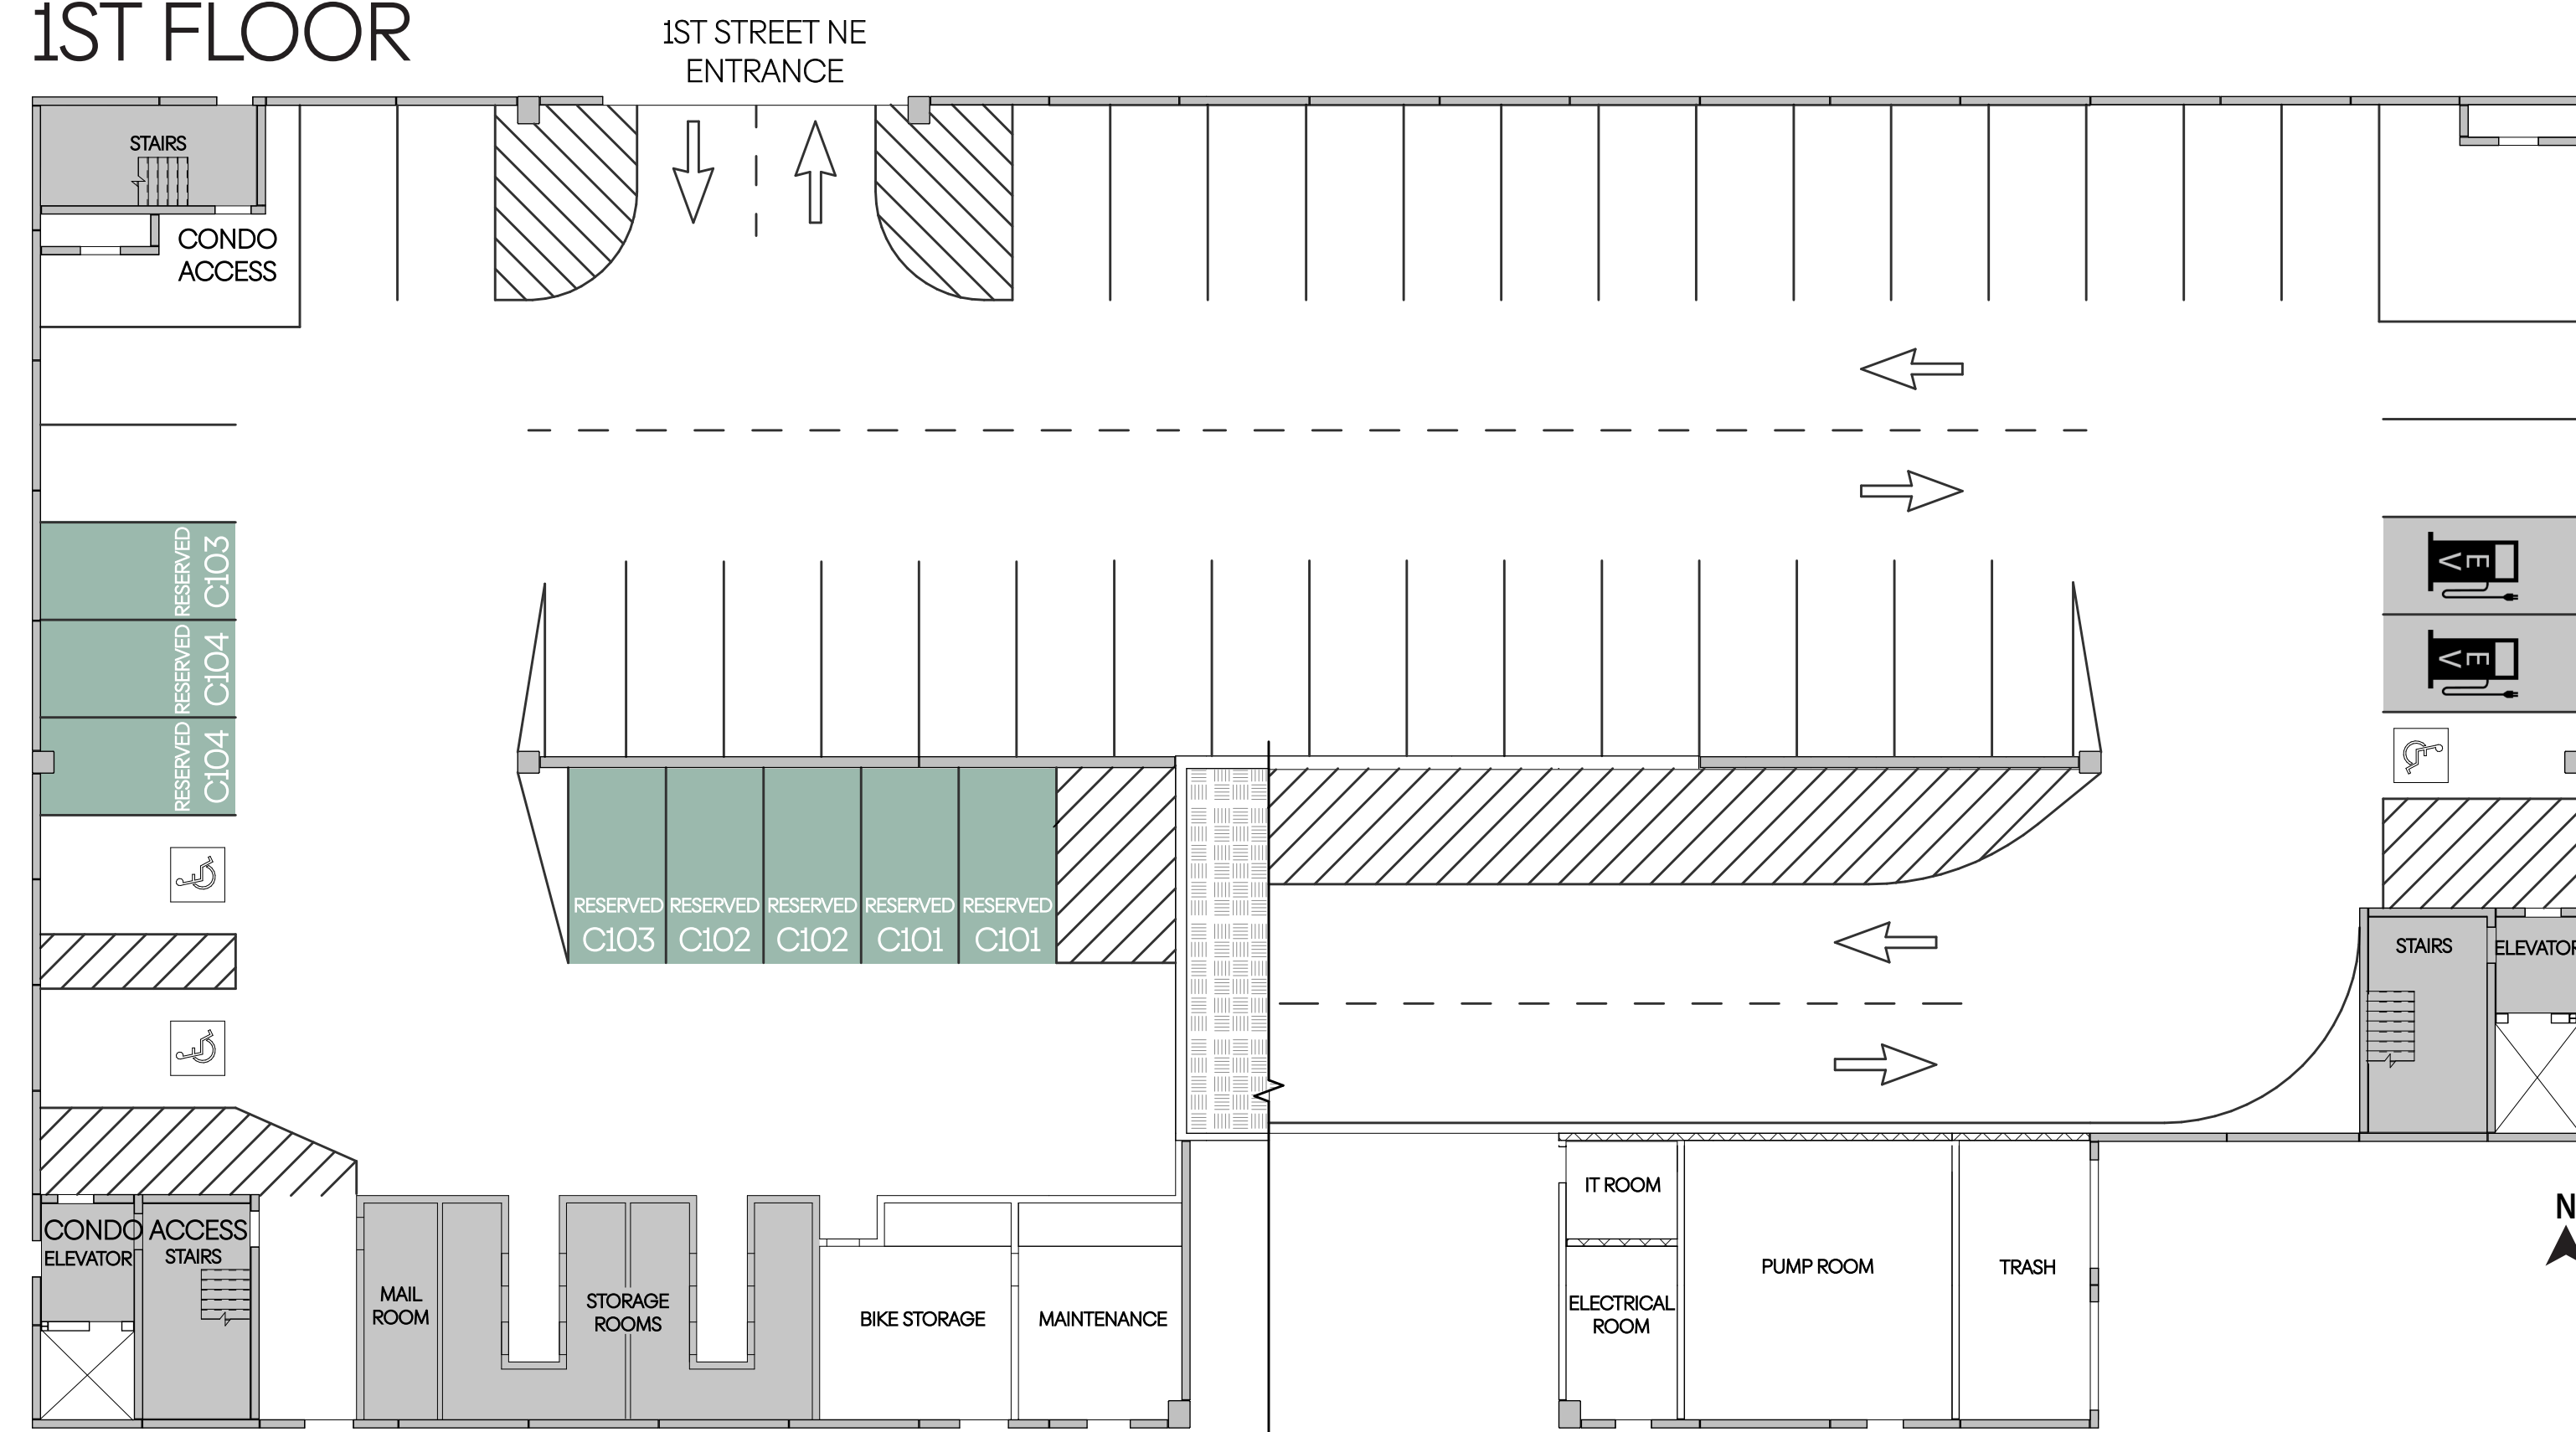 1ST FLOOR
1ST STREET NE
ENTRANCE
STAIRS
CONDO
ACCESS
RESERVED
C103
RESERVED
C104
RESERVED
C104
EV
EV
RESERVED
C103
RESERVED
C102
RESERVED
C102
RESERVED
C101
RESERVED
C101
STAIRS
ELEVATOR
CONDO ACCESS
ELEVATOR
STAIRS
MAIL
ROOM
STORAGE
ROOMS
BIKE STORAGE
MAINTENANCE
IT ROOM
ELECTRICAL
ROOM
PUMP ROOM
TRASH
N